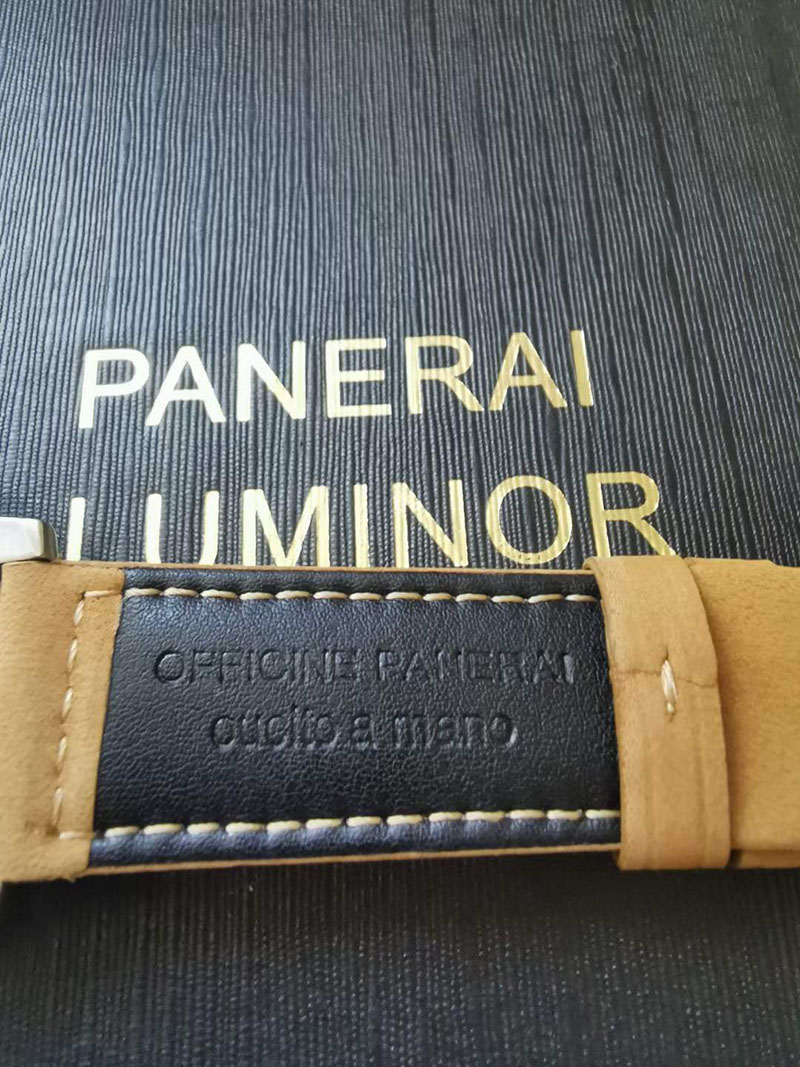 PANERAI
LUMINOR
OFFICINE PANERAI
cucito a mano